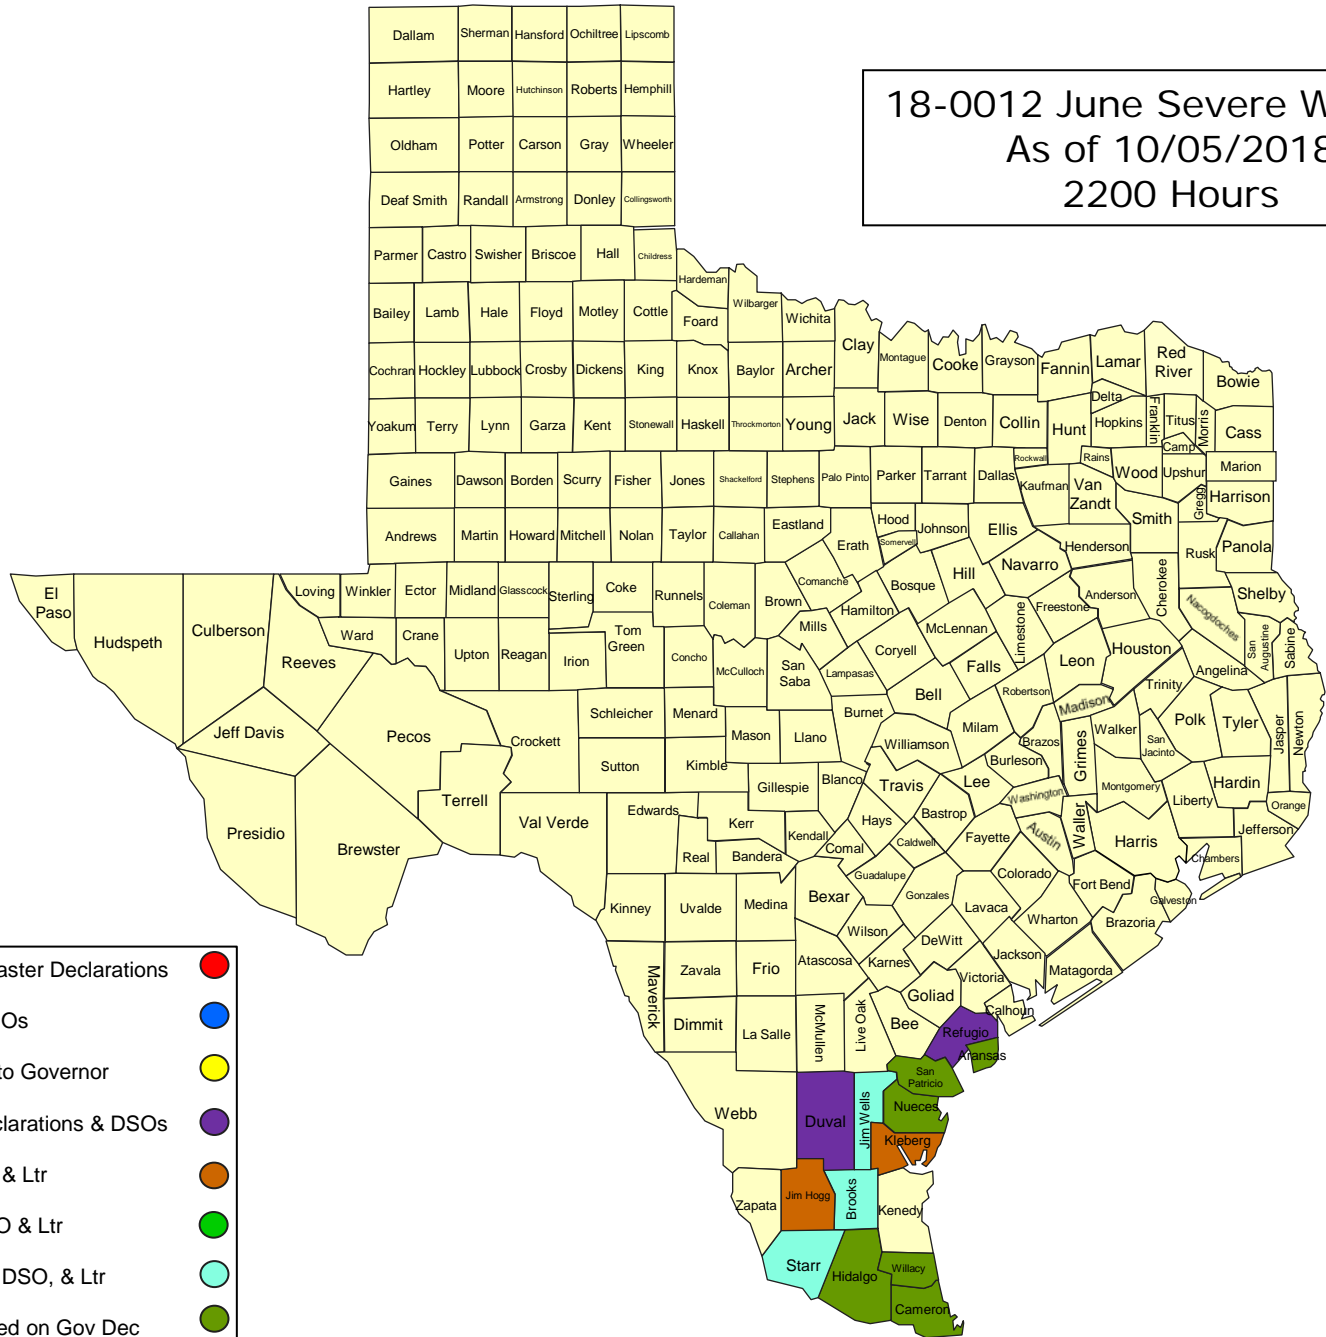 Dallam Sherman Hansford Ochiltree Lipscomb
Hartley Moore Hutchinson Roberts Hemphill
18-0012 June Severe W
As of 10/05/2018
2200 Hours
Oldham Potter Carson Gray Wheeler
Deaf Smith Randall Armstrong Donley Collingsworth
Parmer Castro Swisher Briscoe Hall Childress
Hardeman
Bailey Lamb Hale Floyd Motley Cottle Foard Wilbarger Wichita
Clay Montague Cooke Grayson Fannin Lamar Red
River
Bowie
Cochran Hockley Lubbock Crosby Dickens King Knox Baylor Archer
Delta
Yoakum Terry Lynn Garza Kent Stonewall Haskell Throckmorton Young Jack Wise Denton Collin Hunt Hopkins Franklin Titus Morris Cass
Camp
Gaines Dawson Borden Scurry Fisher Jones Shackelford Stephens Palo Pinto Parker Tarrant Dallas Rockwall Kaufman Rains Van
Zandt
Wood Upshur Marion
Gregg Harrison
Andrews Martin Howard Mitchell Nolan Taylor Callahan Eastland Erath Hood Somervell Johnson Ellis Henderson Smith Rusk Panola
El
Paso
Hudspeth Culberson Loving Winkler Ector Midland Glasscock Sterling Coke Runnels Coleman Brown Comanche Hamilton Bosque Hill Navarro Freestone Anderson Cherokee Nacogdoches Shelby
Reeves Ward Crane Upton Reagan Irion Tom
Green
Concho McCulloch San
Saba
Mills Lampasas Coryell McLennan Limestone Falls Leon Houston Angelina San
Augustine
Sabine
Jeff Davis Pecos Crockett Schleicher Menard Mason Llano Burnet Bell Milam Robertson Madison Trinity
Walker San
Jacinto
Polk Tyler Jasper Newton
Sutton Kimble Gillespie Blanco Williamson Travis Lee Burleson Brazos Grimes
Presidio Brewster Terrell Val Verde Edwards Kerr Real Bandera Kendall Comal Hays Caldwell Bastrop Fayette Washington Austin Waller Montgomery Harris Liberty Hardin Orange
Jefferson
Chambers
Kinney Uvalde Medina Bexar Guadalupe Gonzales Lavaca Colorado Fort Bend Galveston
Wilson Wharton Brazoria
Maverick Zavala Frio Atascosa Karnes DeWitt Jackson Matagorda
Victoria
Dimmit La Salle McMullen Live Oak Bee Goliad Calhoun
Refugio
Aransas
San
Patricio
Webb Duval Jim Wells Nueces
Kleberg
Zapata Jim Hogg Brooks Kenedy
Starr Hidalgo Willacy
Cameron
aster Declarations
Os
to Governor
clarations & DSOs
& Ltr
O & Ltr
DSO, & Ltr
ed on Gov Dec